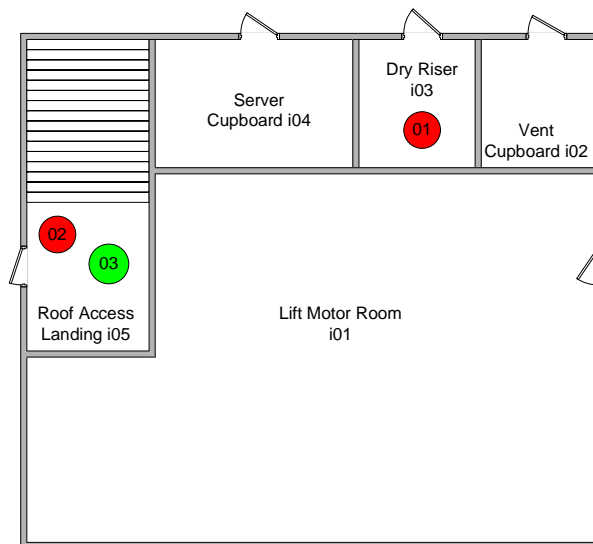 Server
Cupboard i04
Dry Riser
i03
01
Vent
Cupboard i02
02
03
Roof Access
Landing i05
Lift Motor Room
i01